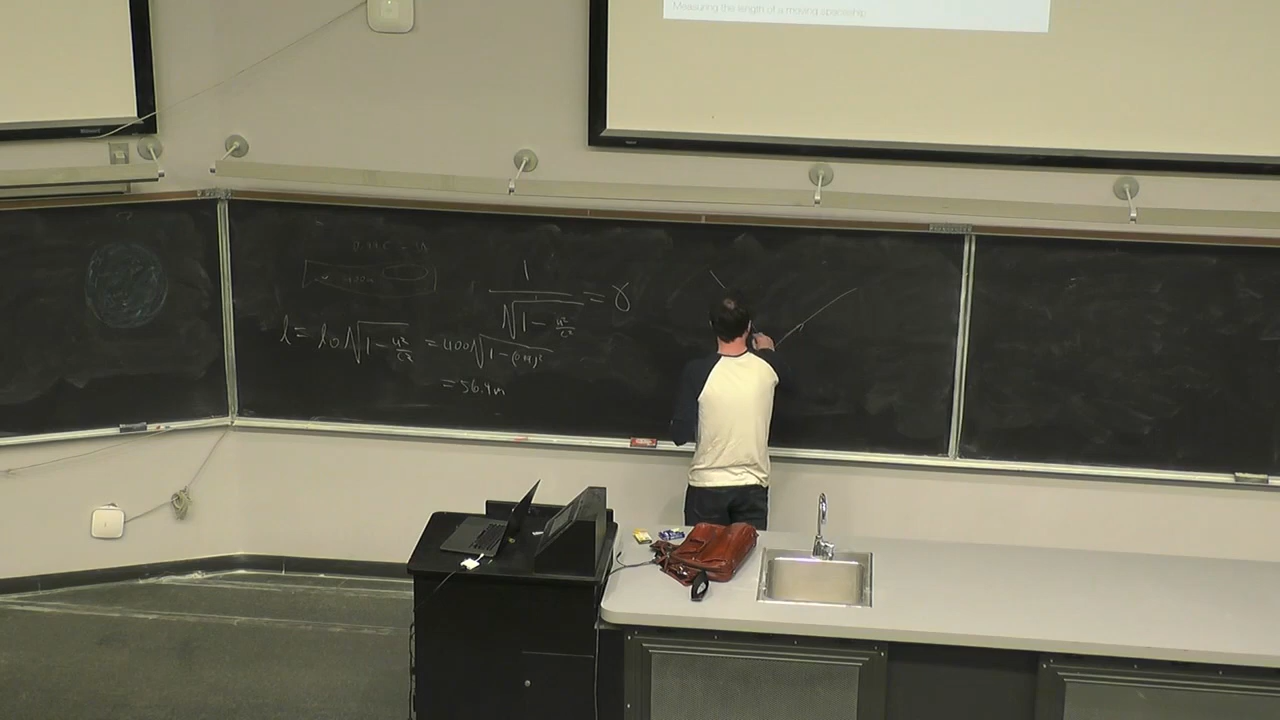 Measuring the length of a moving spaceship
1 / √(1 − u²/c²) = γ
l = l₀√(1 − u²/c²) = 400√(1 − (0.99)²
= 56.4m